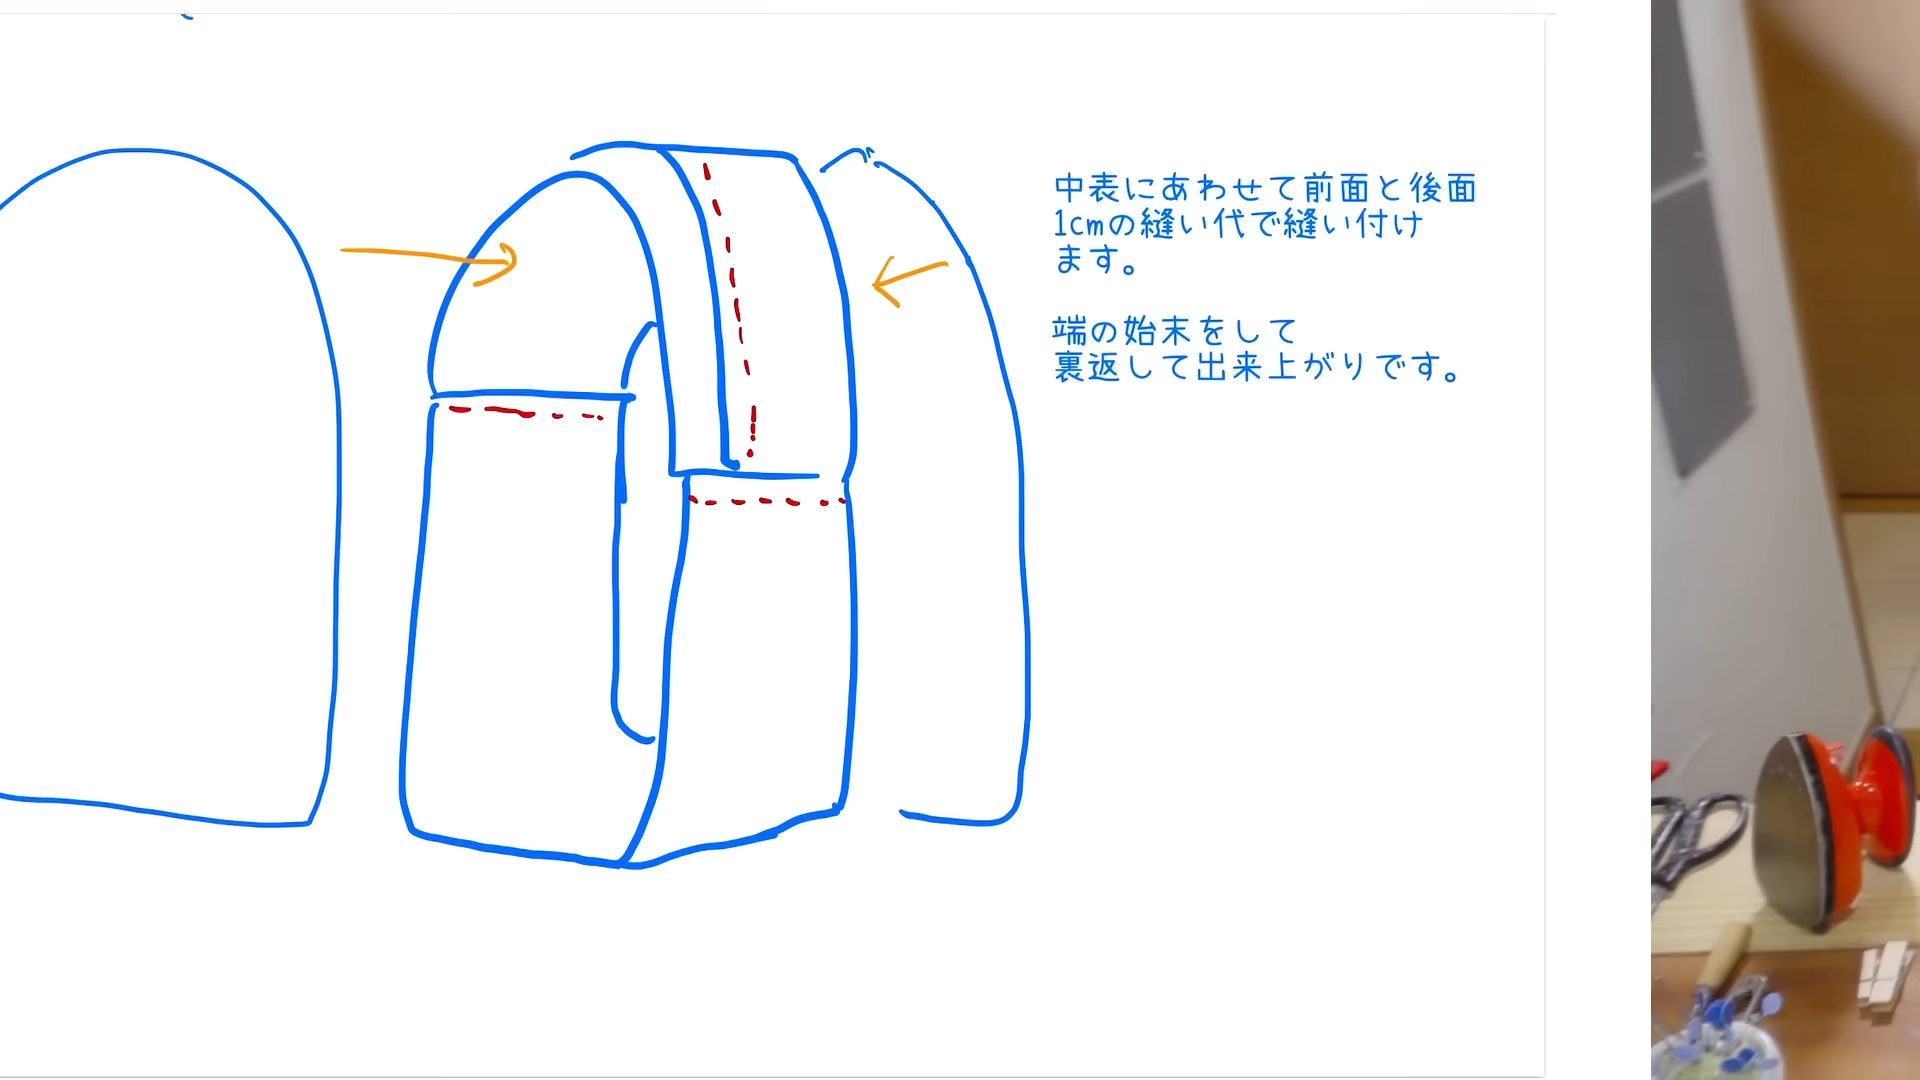 中表にあわせて前面と後面
1cmの縫い代で縫い付け
ます。
端の始末をして
裏返して出来上がりです。